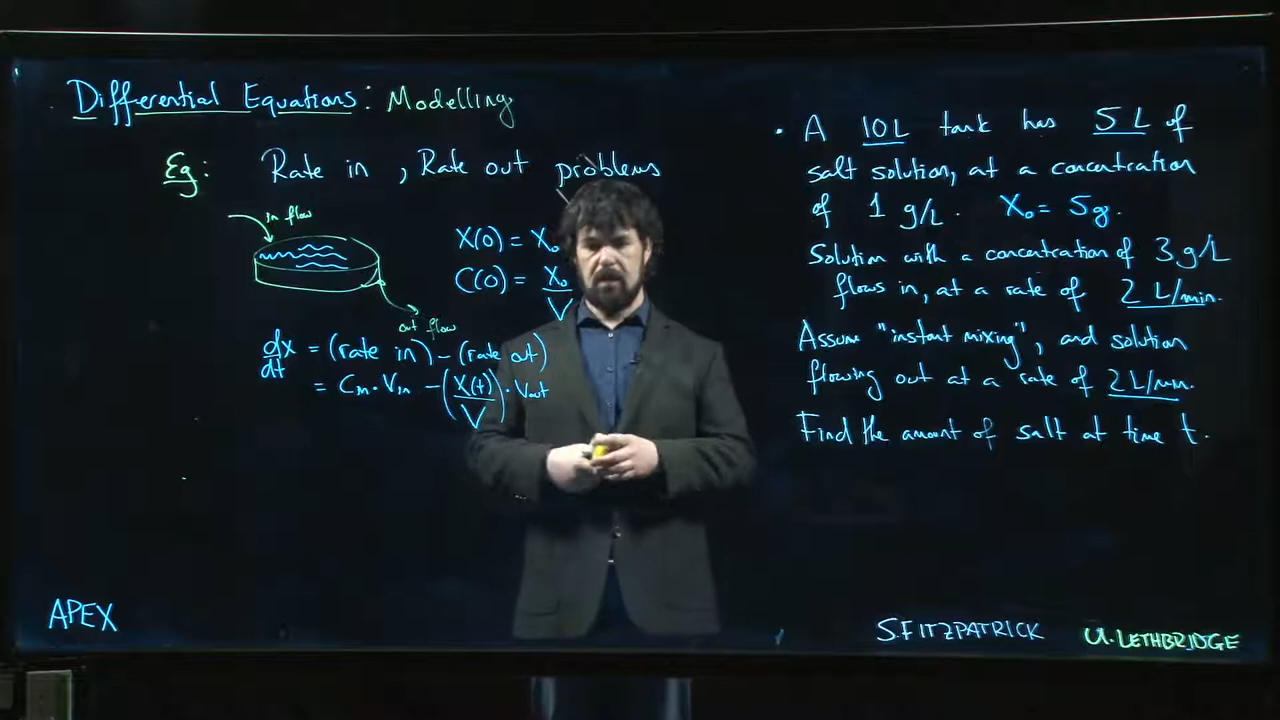 Differential Equations: Modelling
Eg: Rate in, Rate out problems
in flow
out flow
X(0) = X₀
C(0) = X₀/V
dx/dt = (rate in) - (rate out)
= Cin · Vin - (X(t)/V) · Vout
• A 10L tank has 5 L of
salt solution, at a concentration
of 1 g/L. X₀ = 5g.
Solution with a concentration of 3 g/L
flows in, at a rate of 2 L/min.
Assume "instant mixing", and solution
flowing out at a rate of 2 L/min.
Find the amount of salt at time t.
APEX
S.FITZPATRICK
U. LETHBRIDGE